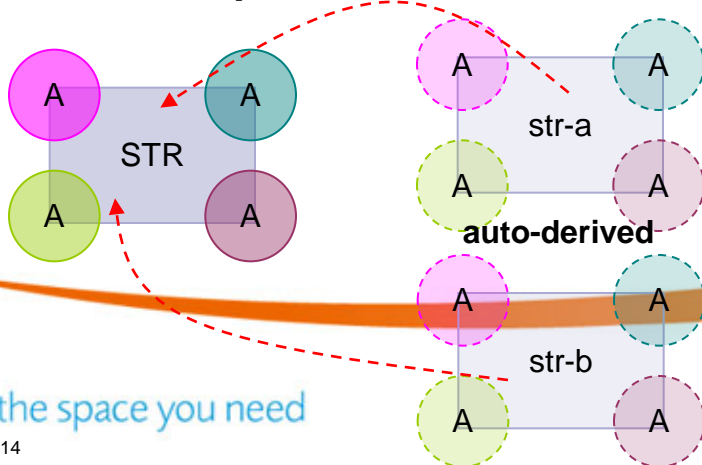 A A
STR
A A
A A
str-a
A A
auto-derived
A A
str-b
A A
the space you need
14